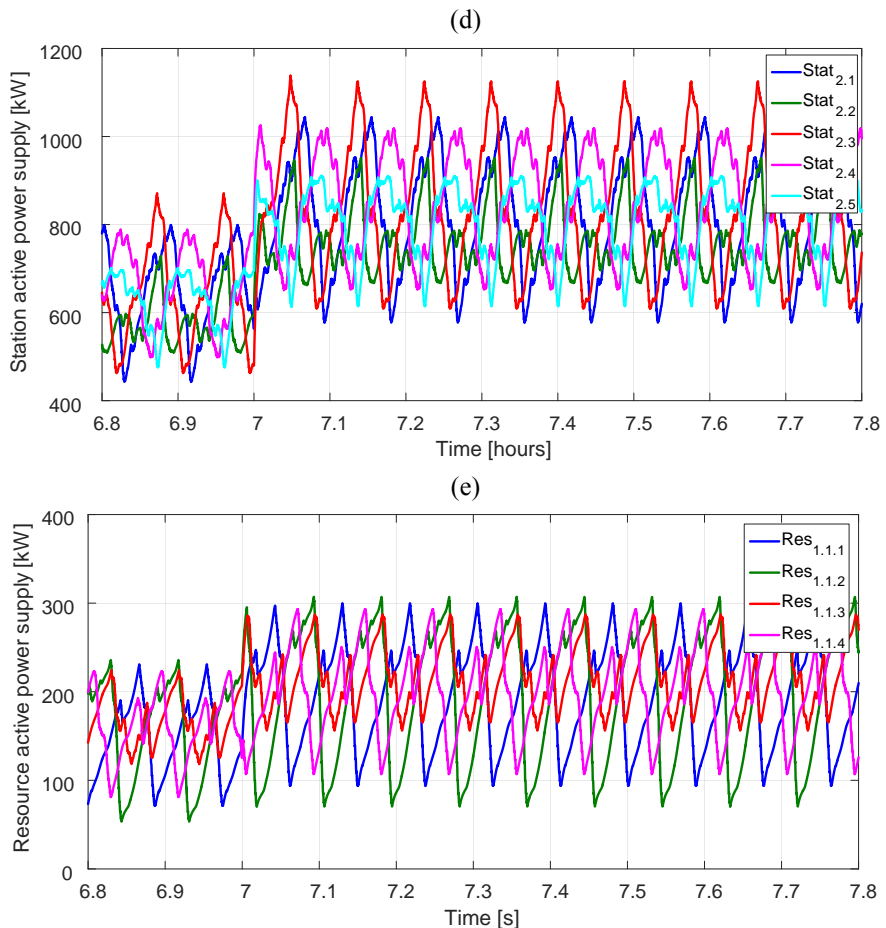 (d)
Station active power supply [kW]
1200
1000
800
600
400
Stat2.1
Stat2.2
Stat2.3
Stat2.4
Stat2.5
6.8 6.9 7 7.1 7.2 7.3 7.4 7.5 7.6 7.7 7.8
Time [hours]
(e)
Resource active power supply [kW]
400
300
200
100
0
Res1.1.1
Res1.1.2
Res1.1.3
Res1.1.4
6.8 6.9 7 7.1 7.2 7.3 7.4 7.5 7.6 7.7 7.8
Time [s]